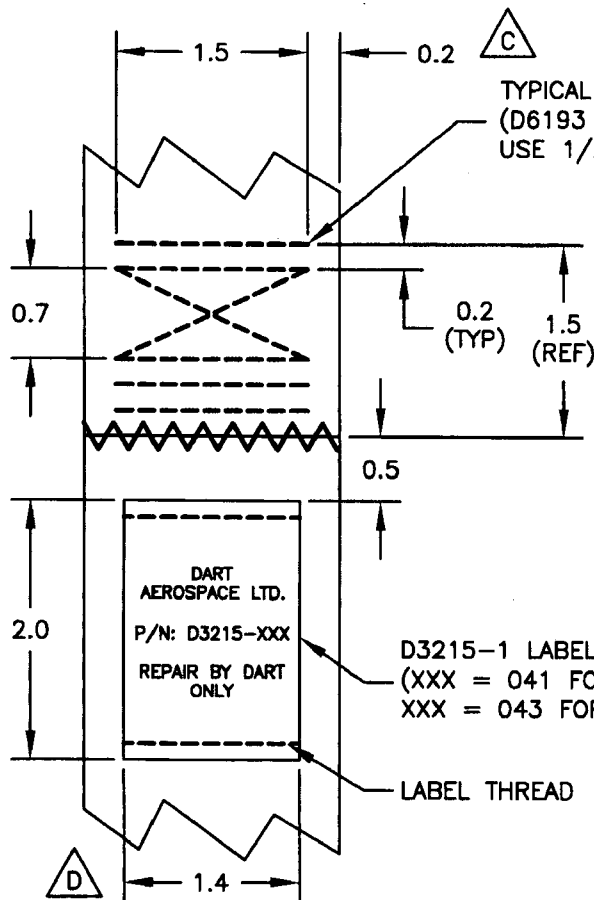 1.5
0.2
C
TYPICAL
(D6193
USE 1/
0.7
0.2
(TYP)
1.5
(REF)
0.5
2.0
DART
AEROSPACE LTD.
P/N: D3215-XXX
REPAIR BY DART
ONLY
D3215-1 LABEL
(XXX = 041 FO
XXX = 043 FOR
LABEL THREAD
D
1.4